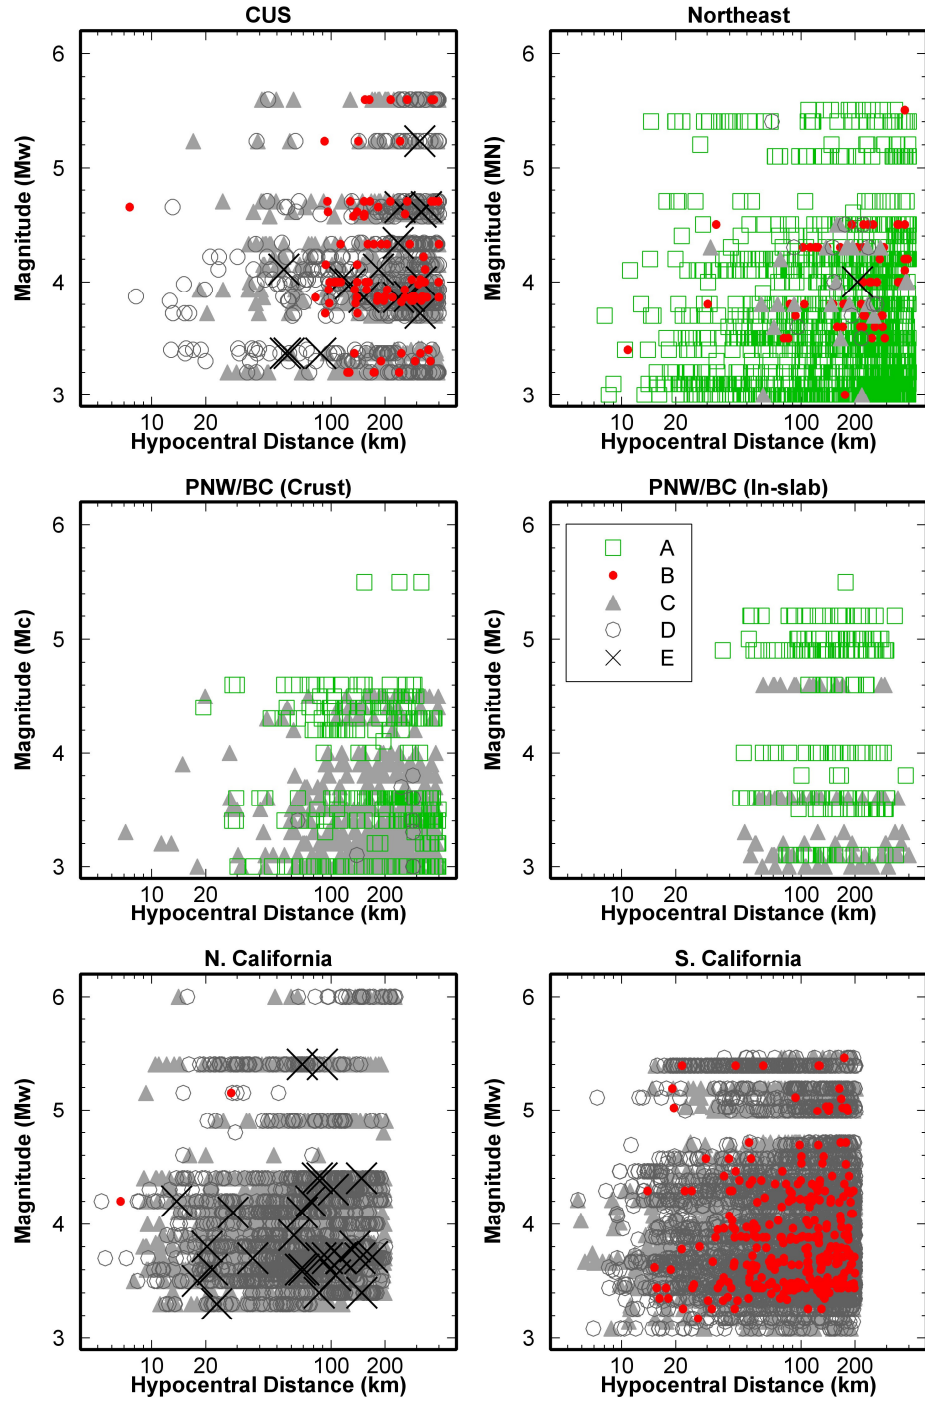 CUS
Northeast
6
5
4
3
Magnitude (Mw)
10 20 100 200
Hypocentral Distance (km)
6
5
4
3
Magnitude (MN)
10 20 100 200
Hypocentral Distance (km)
PNW/BC (Crust)
PNW/BC (In-slab)
6
5
4
3
Magnitude (Mc)
10 20 100 200
Hypocentral Distance (km)
6
5
4
3
Magnitude (Mc)
A
B
C
D
E
10 20 100 200
Hypocentral Distance (km)
N. California
S. California
6
5
4
3
Magnitude (Mw)
10 20 100 200
Hypocentral Distance (km)
6
5
4
3
Magnitude (Mw)
10 20 100 200
Hypocentral Distance (km)